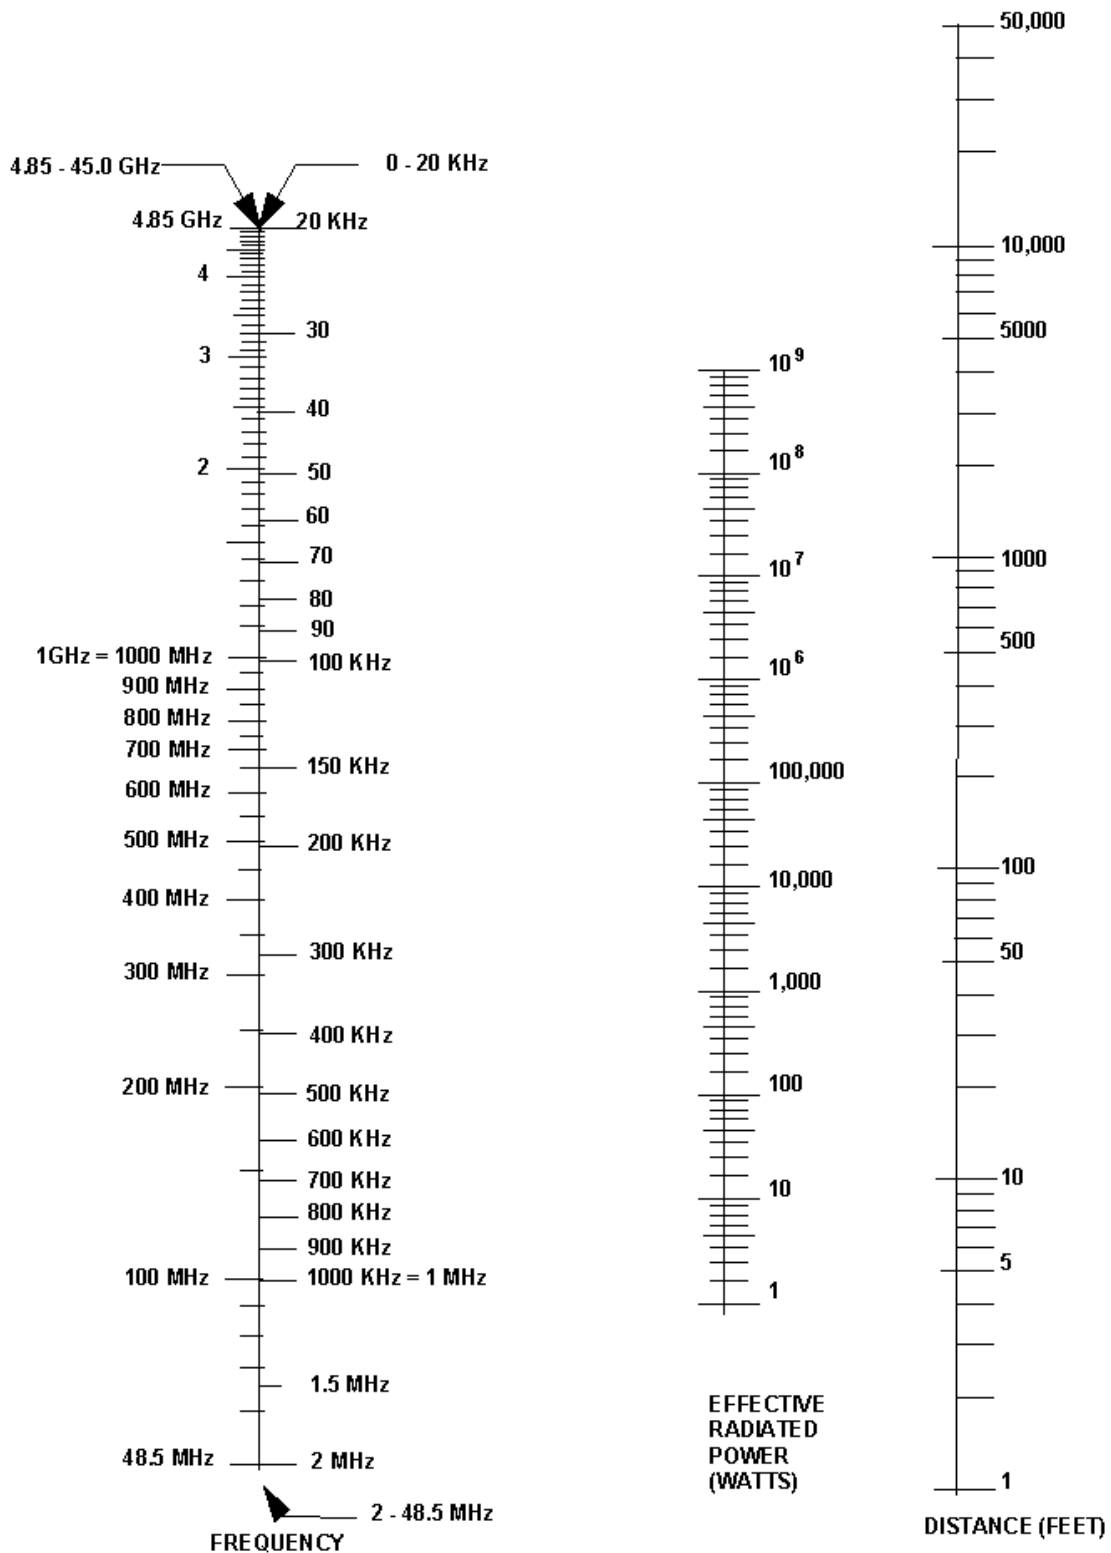 50,000
4.85 - 45.0 GHz
0 - 20 KHz
4.85 GHz
20 KHz
10,000
4
30
5000
3
10⁹
40
10⁸
2
50
60
70
10⁷
1000
80
90
500
1GHz = 1000 MHz
100 KHz
10⁶
900 MHz
800 MHz
700 MHz
150 KHz
100,000
600 MHz
500 MHz
200 KHz
100
400 MHz
10,000
300 KHz
50
300 MHz
1,000
400 KHz
200 MHz
500 KHz
100
600 KHz
700 KHz
10
10
800 KHz
900 KHz
5
100 MHz
1000 KHz = 1 MHz
1
1.5 MHz
EFFECTIVE
RADIATED
POWER
(WATTS)
48.5 MHz
2 MHz
1
2 - 48.5 MHz
FREQUENCY
DISTANCE (FEET)